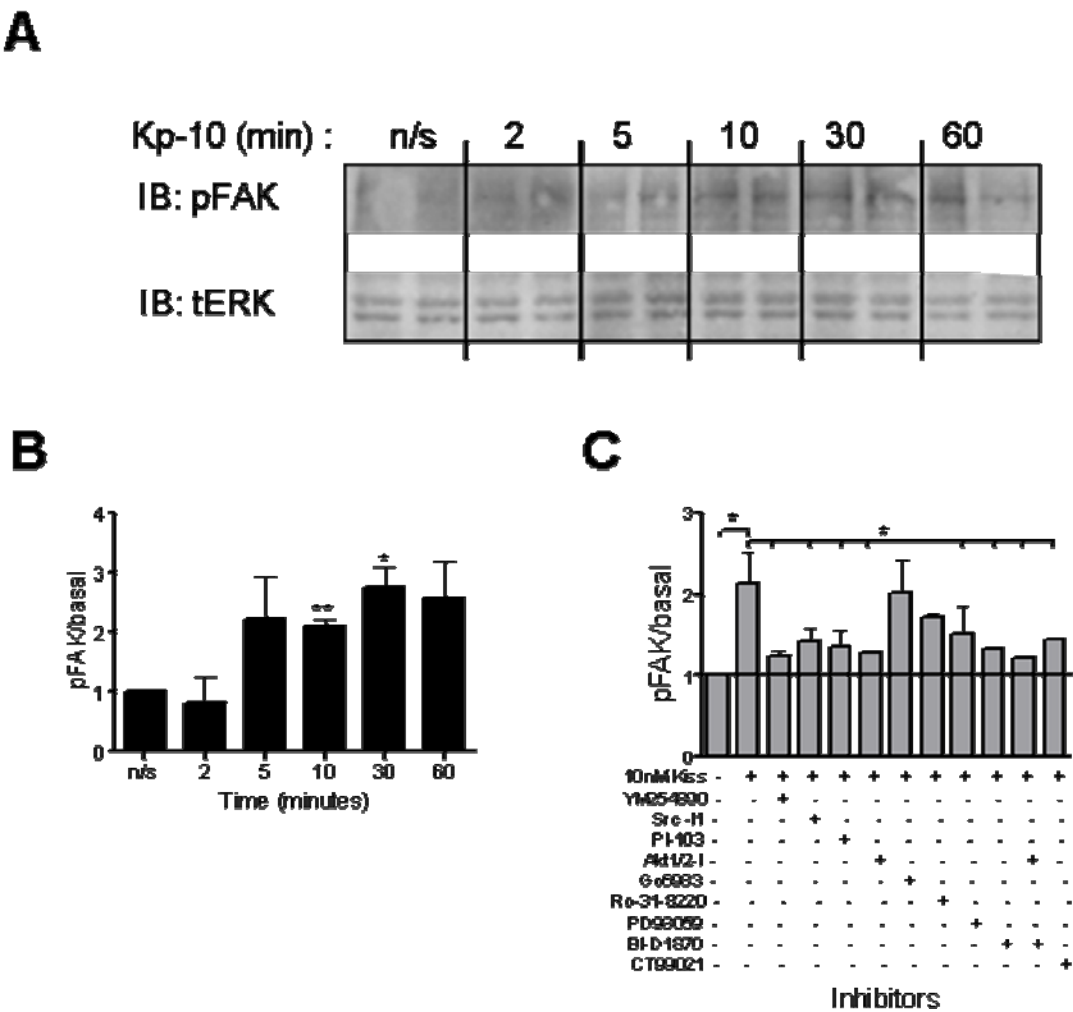 A
Kp-10 (min) : n/s 2 5 10 30 60
IB: pFAK
IB: tERK
B
C
4
3
2
1
0
pFAK/basal
*
**
n/s 2 5 10 30 60
Time (minutes)
3
2
1
0
pFAK/basal
*
*
10nM Kiss - + + + + + + + + + + +
YM254890 - - + - - - - - - - - -
Src-I1 - - - + - - - - - - - -
PI-103 - - - - + - - - - - - -
Akt1/2-I - - - - - + - - - - + -
Go6983 - - - - - - + - - - - -
Ro-31-8220 - - - - - - - + - - - -
PD98059 - - - - - - - - + - - -
BI-D1870 - - - - - - - - - + + -
CT99021 - - - - - - - - - - - +
Inhibitors